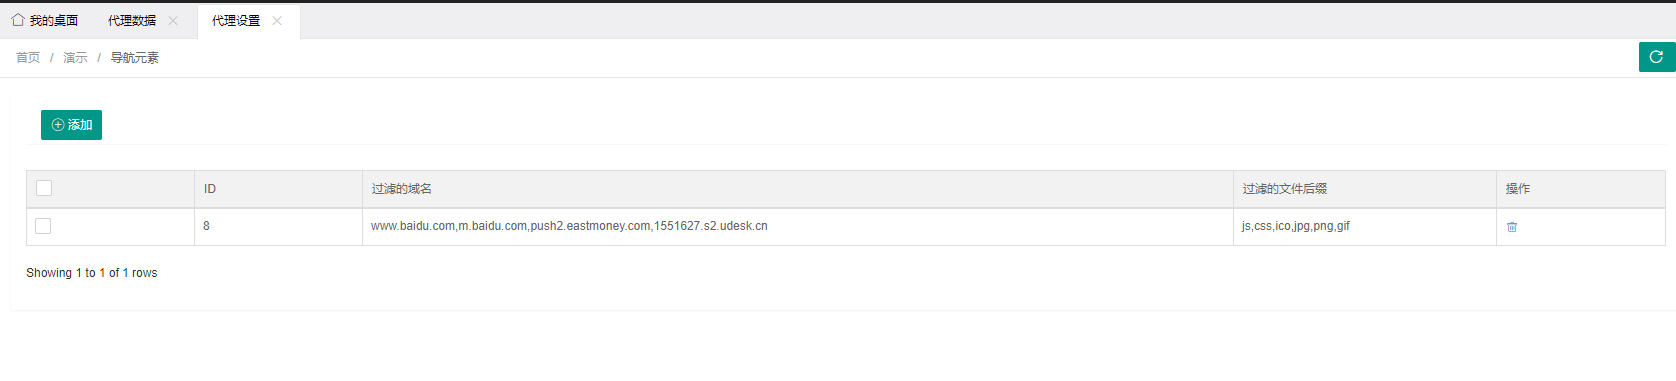 我的桌面 代理数据 代理设置
首页 / 演示 / 导航元素
添加
ID 过滤的域名 过滤的文件后缀 操作
8 www.baidu.com,m.baidu.com,push2.eastmoney.com,1551627.s2.udesk.cn js,css,ico,jpg,png,gif
Showing 1 to 1 of 1 rows